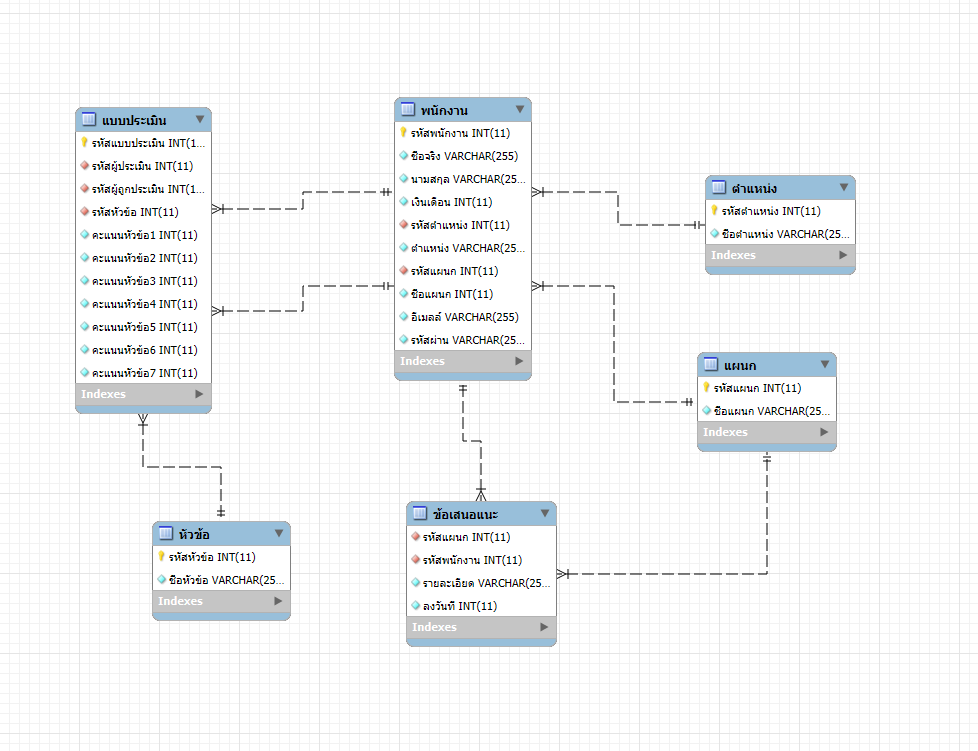 แบบประเมิน
รหัสแบบประเมิน INT(1...
รหัสผู้ประเมิน INT(11)
รหัสผู้ถูกประเมิน INT(1...
รหัสหัวข้อ INT(11)
คะแนนหัวข้อ1 INT(11)
คะแนนหัวข้อ2 INT(11)
คะแนนหัวข้อ3 INT(11)
คะแนนหัวข้อ4 INT(11)
คะแนนหัวข้อ5 INT(11)
คะแนนหัวข้อ6 INT(11)
คะแนนหัวข้อ7 INT(11)
Indexes
พนักงาน
รหัสพนักงาน INT(11)
ชื่อจริง VARCHAR(255)
นามสกุล VARCHAR(25...
เงินเดือน INT(11)
รหัสตำแหน่ง INT(11)
ตำแหน่ง VARCHAR(25...
รหัสแผนก INT(11)
ชื่อแผนก INT(11)
อีเมลล์ VARCHAR(255)
รหัสผ่าน VARCHAR(25...
Indexes
ตำแหน่ง
รหัสตำแหน่ง INT(11)
ชื่อตำแหน่ง VARCHAR(25...
Indexes
แผนก
รหัสแผนก INT(11)
ชื่อแผนก VARCHAR(25...
Indexes
หัวข้อ
รหัสหัวข้อ INT(11)
ชื่อหัวข้อ VARCHAR(25...
Indexes
ข้อเสนอแนะ
รหัสแผนก INT(11)
รหัสพนักงาน INT(11)
รายละเอียด VARCHAR(25...
ลงวันที่ INT(11)
Indexes